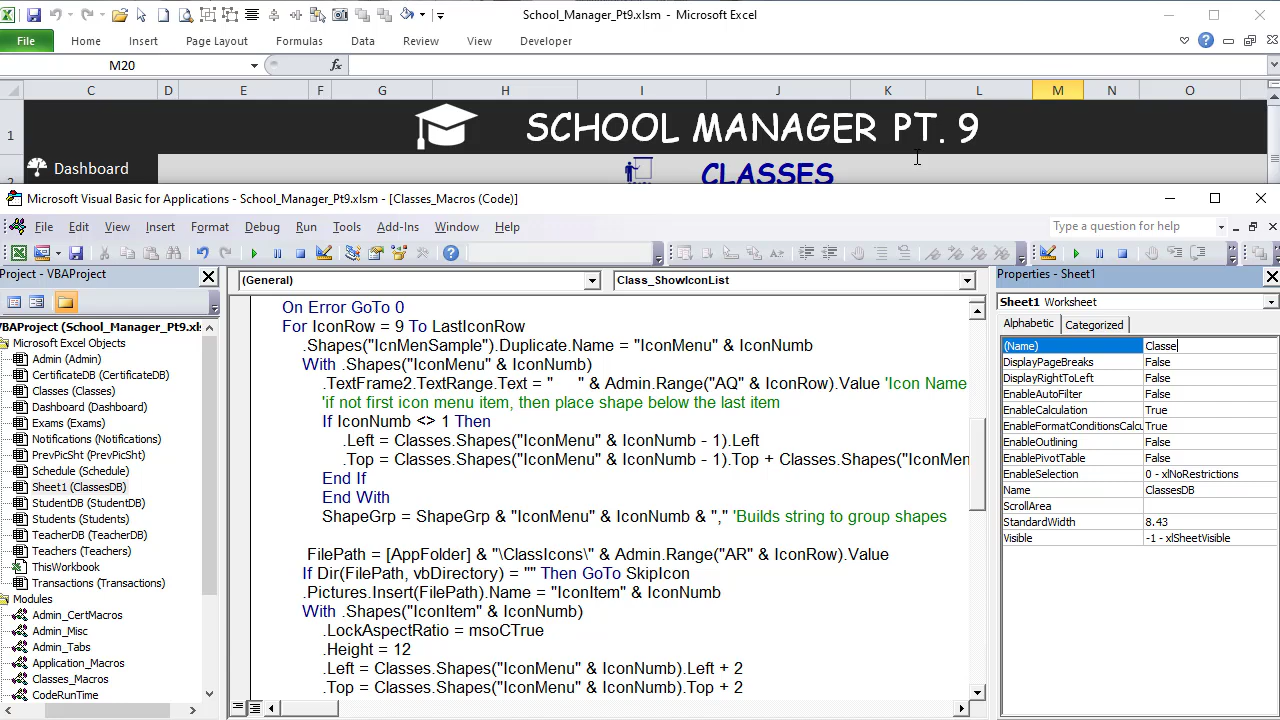 School_Manager_Pt9.xlsm - Microsoft Excel
File Home Insert Page Layout Formulas Data Review View Developer
M20 fx
C D E F G H I J K L M N O
1 SCHOOL MANAGER PT. 9
2 Dashboard CLASSES
Microsoft Visual Basic for Applications - School_Manager_Pt9.xlsm - [Classes_Macros (Code)]
File Edit View Insert Format Debug Run Tools Add-Ins Window Help Type a question for help
Project - VBAProject
VBAProject (School_Manager_Pt9.xls
Microsoft Excel Objects
Admin (Admin)
CertificateDB (CertificateDB)
Classes (Classes)
Dashboard (Dashboard)
Exams (Exams)
Notifications (Notifications)
PrevPicSht (PrevPicSht)
Schedule (Schedule)
Sheet1 (ClassesDB)
StudentDB (StudentDB)
Students (Students)
TeacherDB (TeacherDB)
Teachers (Teachers)
ThisWorkbook
Transactions (Transactions)
Modules
Admin_CertMacros
Admin_Misc
Admin_Tabs
Application_Macros
Classes_Macros
CodeRunTime
(General) Class_ShowIconList
On Error GoTo 0
For IconRow = 9 To LastIconRow
.Shapes("IcnMenSample").Duplicate.Name = "IconMenu" & IconNumb
With .Shapes("IconMenu" & IconNumb)
.TextFrame2.TextRange.Text = "      " & Admin.Range("AQ" & IconRow).Value 'Icon Name
'if not first icon menu item, then place shape below the last item
If IconNumb <> 1 Then
.Left = Classes.Shapes("IconMenu" & IconNumb - 1).Left
.Top = Classes.Shapes("IconMenu" & IconNumb - 1).Top + Classes.Shapes("IconMen
End If
End With
ShapeGrp = ShapeGrp & "IconMenu" & IconNumb & "," 'Builds string to group shapes
FilePath = [AppFolder] & "\ClassIcons\" & Admin.Range("AR" & IconRow).Value
If Dir(FilePath, vbDirectory) = "" Then GoTo SkipIcon
.Pictures.Insert(FilePath).Name = "IconItem" & IconNumb
With .Shapes("IconItem" & IconNumb)
.LockAspectRatio = msoCTrue
.Height = 12
.Left = Classes.Shapes("IconMenu" & IconNumb).Left + 2
.Top = Classes.Shapes("IconMenu" & IconNumb).Top + 2
Properties - Sheet1
Sheet1 Worksheet
Alphabetic Categorized
(Name) Classe
DisplayPageBreaks False
DisplayRightToLeft False
EnableAutoFilter False
EnableCalculation True
EnableFormatConditionsCalcu True
EnableOutlining False
EnablePivotTable False
EnableSelection 0 - xlNoRestrictions
Name ClassesDB
ScrollArea
StandardWidth 8.43
Visible -1 - xlSheetVisible